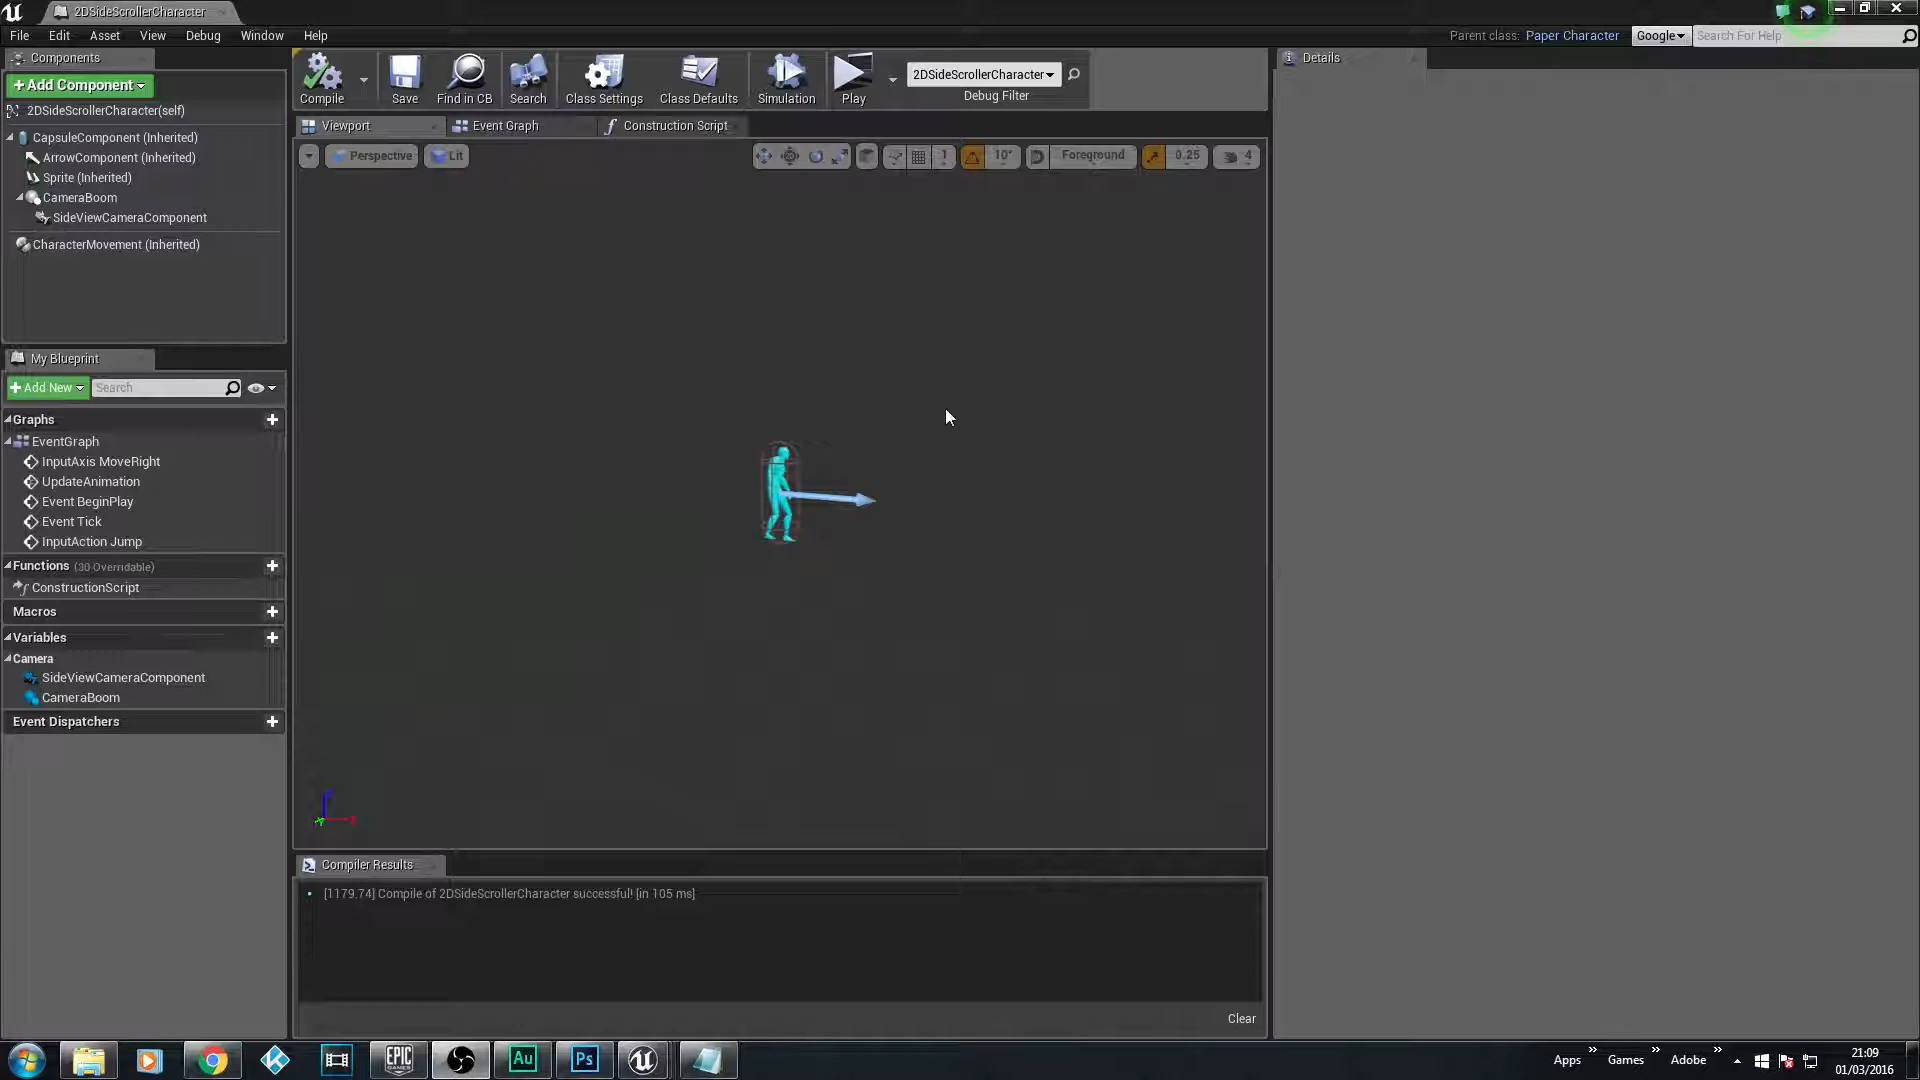 2DSideScrollerCharacter
File Edit Asset View Debug Window Help
Parent class: Paper Character Google Search For Help
Components
+ Add Component
2DSideScrollerCharacter(self)
CapsuleComponent (Inherited)
ArrowComponent (Inherited)
Sprite (Inherited)
CameraBoom
SideViewCameraComponent
CharacterMovement (Inherited)
My Blueprint
+ Add New Search
Graphs
EventGraph
InputAxis MoveRight
UpdateAnimation
Event BeginPlay
Event Tick
InputAction Jump
Functions (30 Overridable)
ConstructionScript
Macros
Variables
Camera
SideViewCameraComponent
CameraBoom
Event Dispatchers
Compile Save Find in CB Search Class Settings Class Defaults Simulation Play
2DSideScrollerCharacter
Debug Filter
Viewport Event Graph Construction Script
Perspective Lit 1 10° Foreground 0.25 4
Compiler Results
[1179.74] Compile of 2DSideScrollerCharacter successful! [in 105 ms]
Clear
Details
EPIC
GAMES
Au
Ps
Apps Games Adobe
21:09
01/03/2016